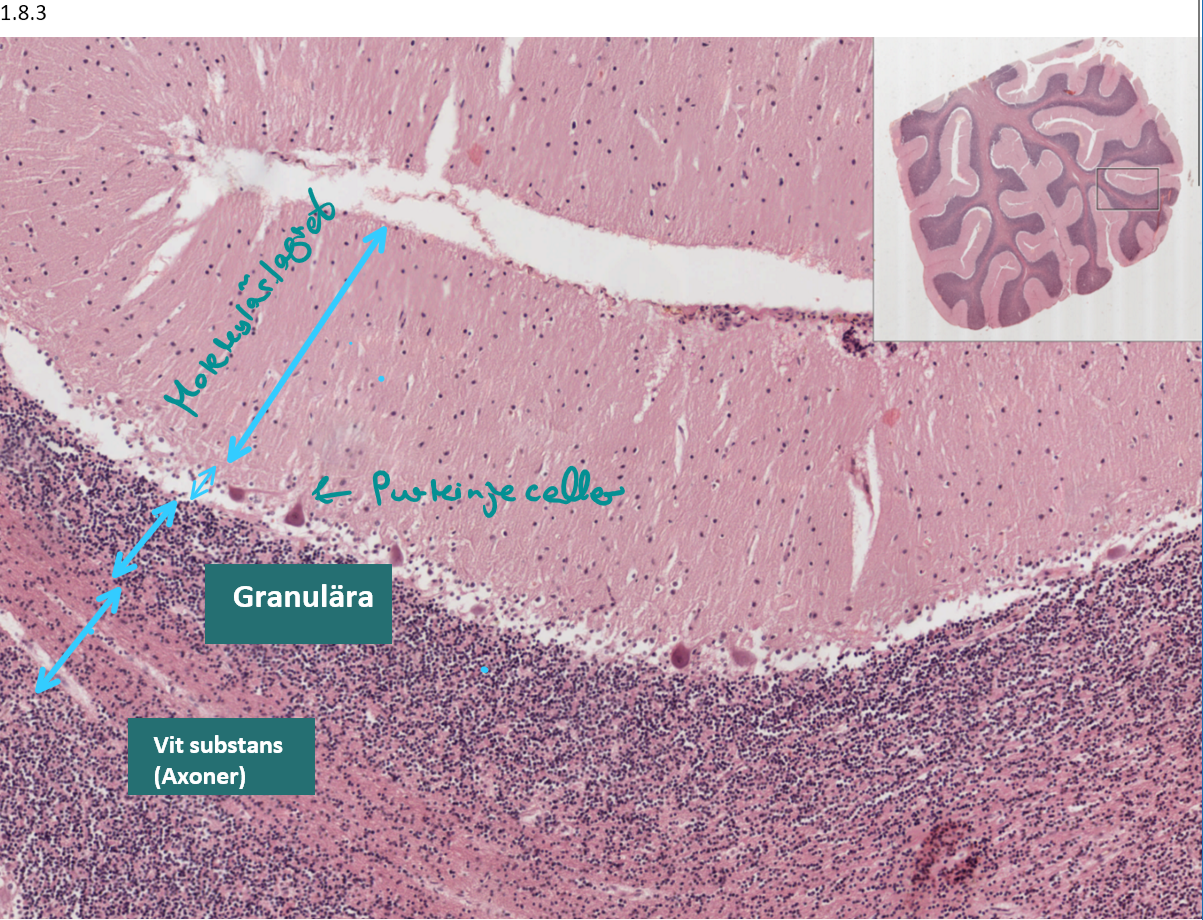 1.8.3
Molekylärlagret
Purkinje celler
Granulära
Vit substans
(Axoner)